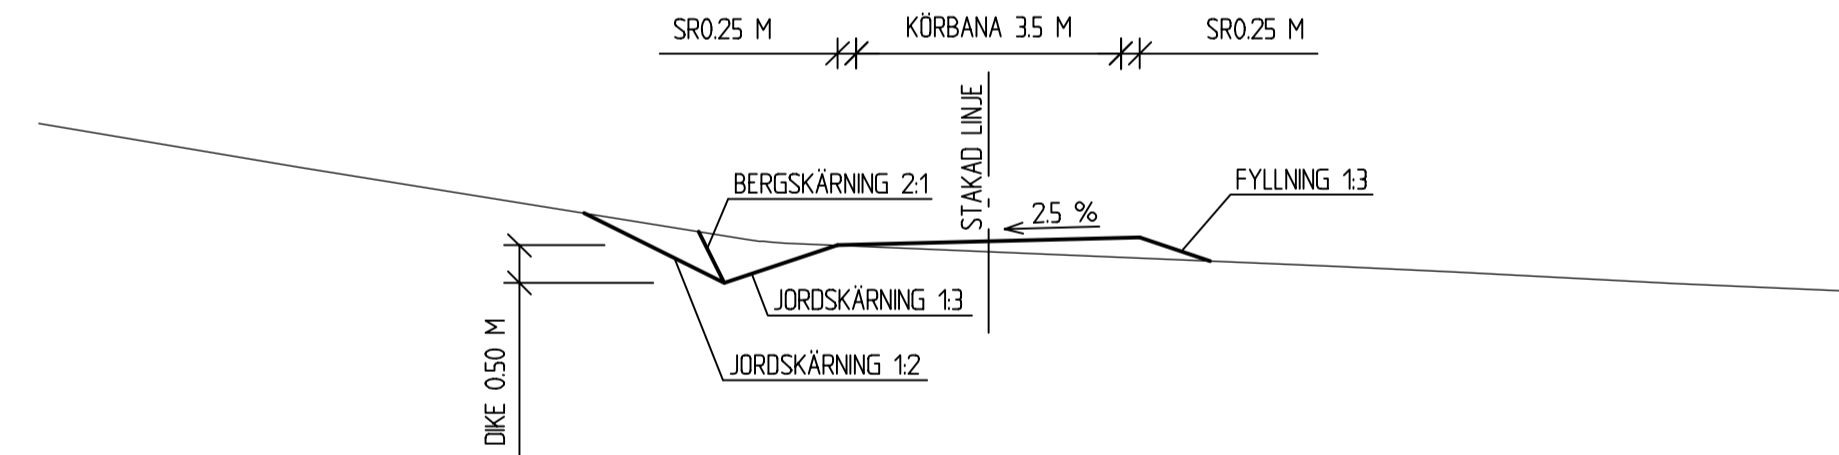 SR0.25 M
KÖRBANA 3.5 M
SR0.25 M
STAKAD LINJE
BERGSKÄRNING 2:1
2.5 %
FYLLNING 1:3
JORDSKÄRNING 1:3
JORDSKÄRNING 1:2
DIKE 0.50 M